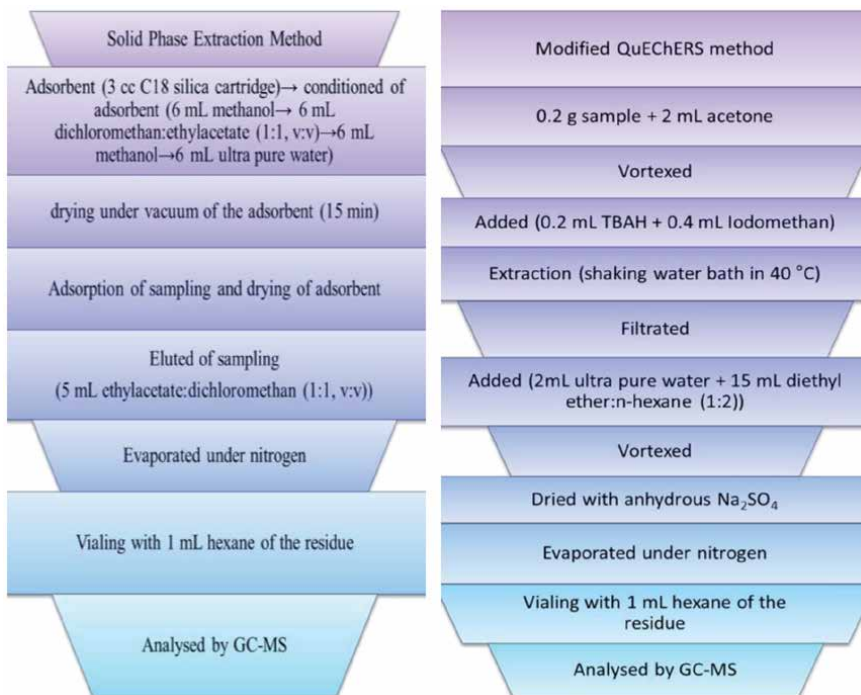 Solid Phase Extraction Method
Adsorbent (3 cc C18 silica cartridge)→ conditioned of
adsorbent (6 mL methanol→ 6 mL
dichloromethan:ethylacetate (1:1, v:v)→6 mL
methanol→6 mL ultra pure water)
drying under vacuum of the adsorbent (15 min)
Adsorption of sampling and drying of adsorbent
Eluted of sampling
(5 mL ethylacetate:dichloromethan (1:1, v:v))
Evaporated under nitrogen
Vialing with 1 mL hexane of the residue
Analysed by GC-MS
Modified QuEChERS method
0.2 g sample + 2 mL acetone
Vortexed
Added (0.2 mL TBAH + 0.4 mL Iodomethan)
Extraction (shaking water bath in 40 °C)
Filtrated
Added (2mL ultra pure water + 15 mL diethyl
ether:n-hexane (1:2))
Vortexed
Dried with anhydrous Na₂SO₄
Evaporated under nitrogen
Vialing with 1 mL hexane of the
residue
Analysed by GC-MS